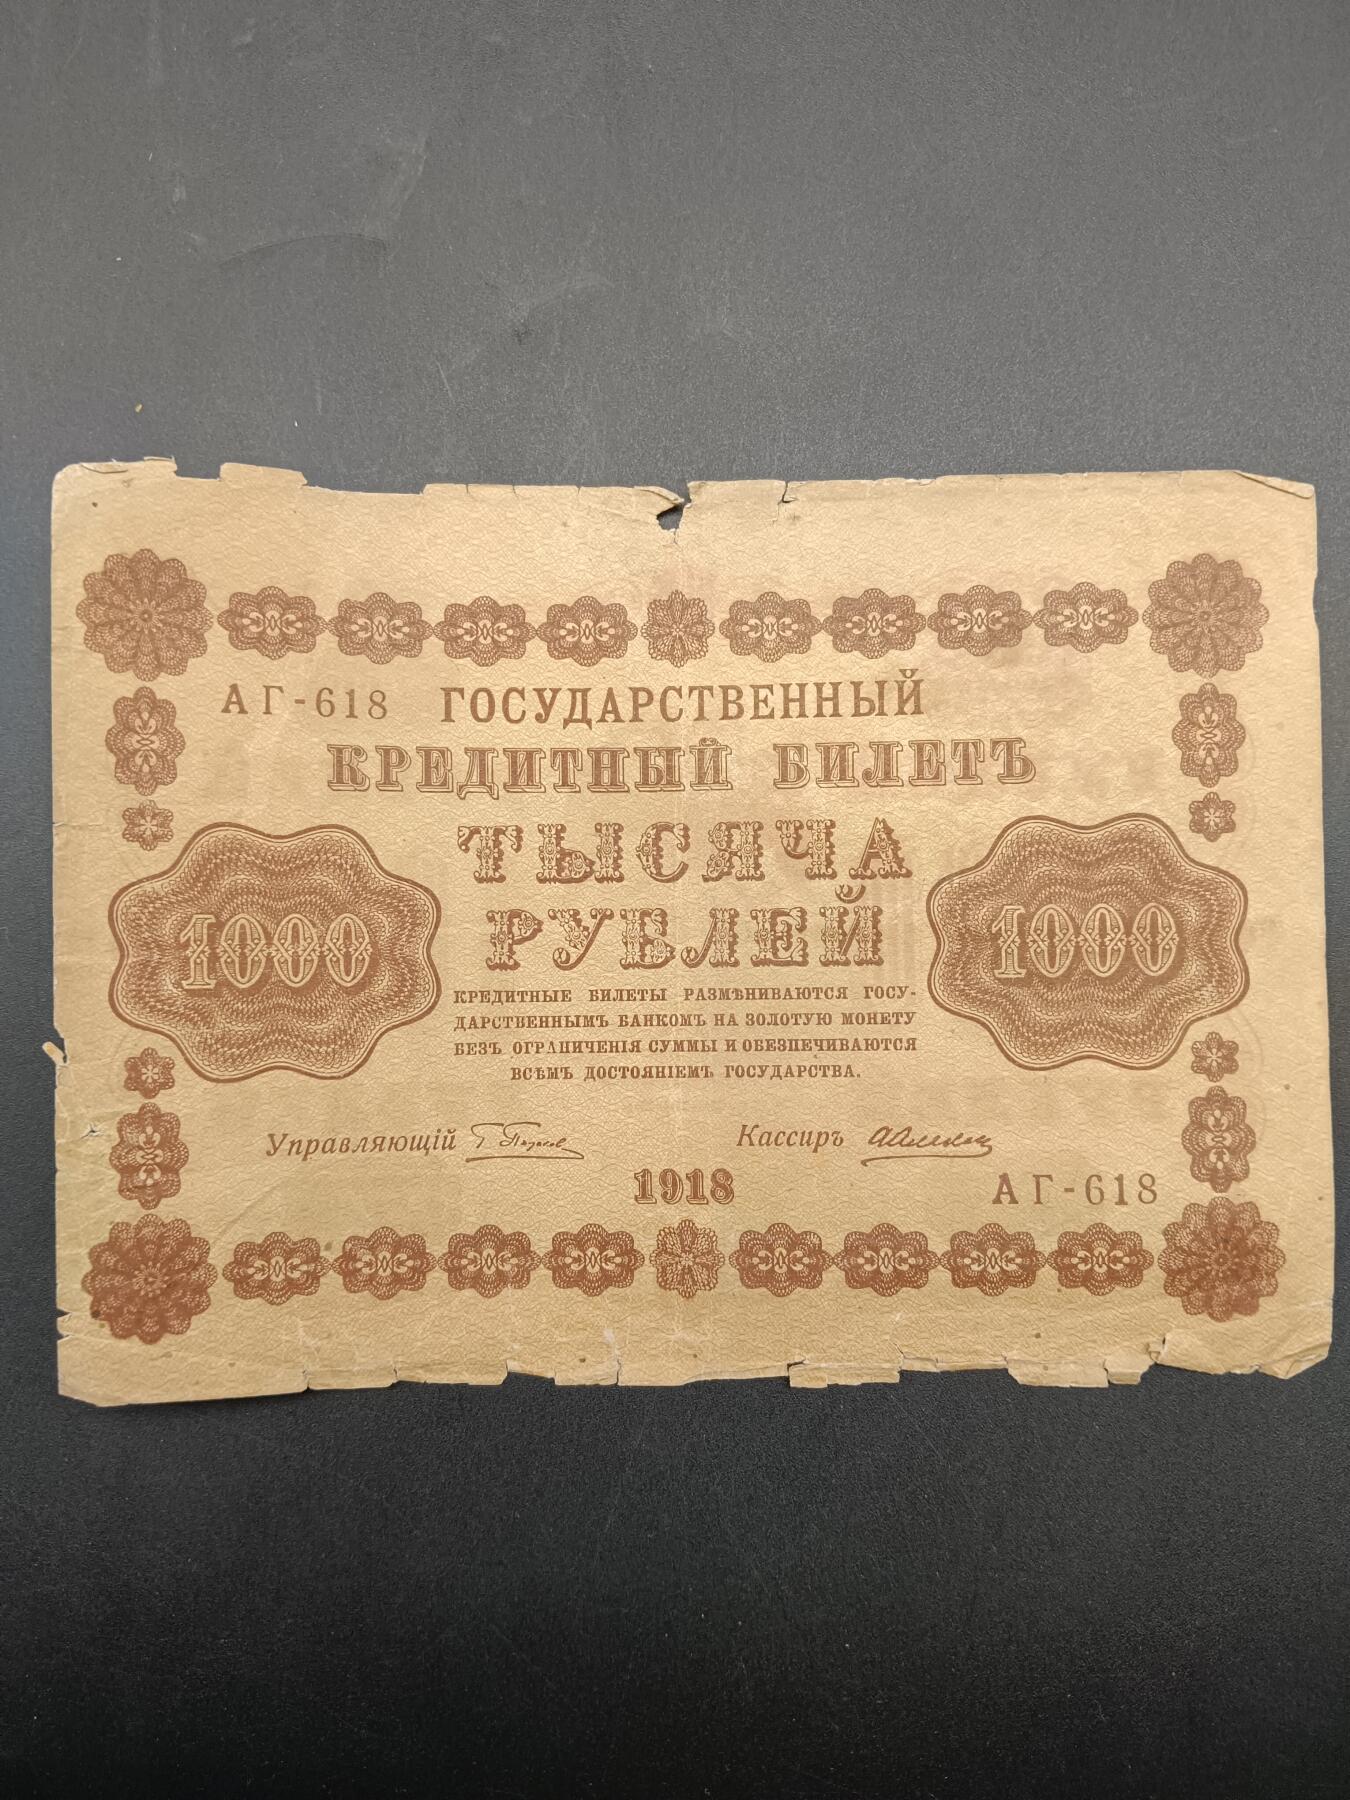 АГ-618 ГОСУДАРСТВЕННЫЙ
КРЕДИТНЫЙ БИЛЕТЪ
ТЫСЯЧА
РУБЛЕЙ
1000 1000
КРЕДИТНЫЕ БИЛЕТЫ РАЗМѢНИВАЮТСЯ ГОСУ-
ДАРСТВЕННЫМЪ БАНКОМЪ НА ЗОЛОТУЮ МОНЕТУ
БЕЗЪ ОГРАНИЧЕНІЯ СУММЫ И ОБЕЗПЕЧИВАЮТСЯ
ВСѢМЪ ДОСТОЯНІЕМЪ ГОСУДАРСТВА.
Управляющій Кассиръ
1918
АГ-618